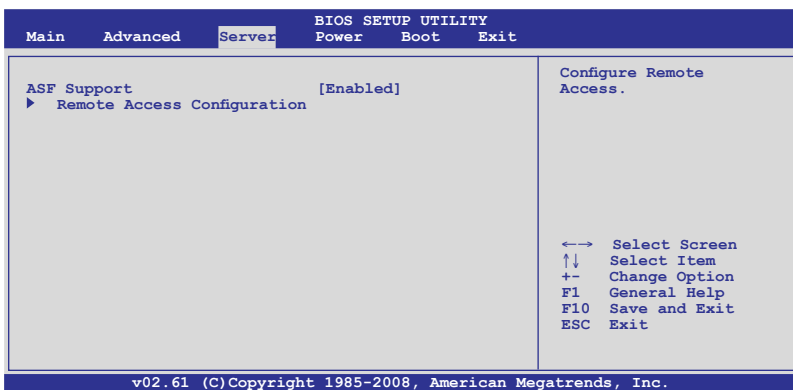 BIOS SETUP UTILITY
Main Advanced Server Power Boot Exit
ASF Support [Enabled]
Remote Access Configuration
Configure Remote
Access.
←→ Select Screen
↑↓ Select Item
+- Change Option
F1 General Help
F10 Save and Exit
ESC Exit
v02.61 (C)Copyright 1985-2008, American Megatrends, Inc.